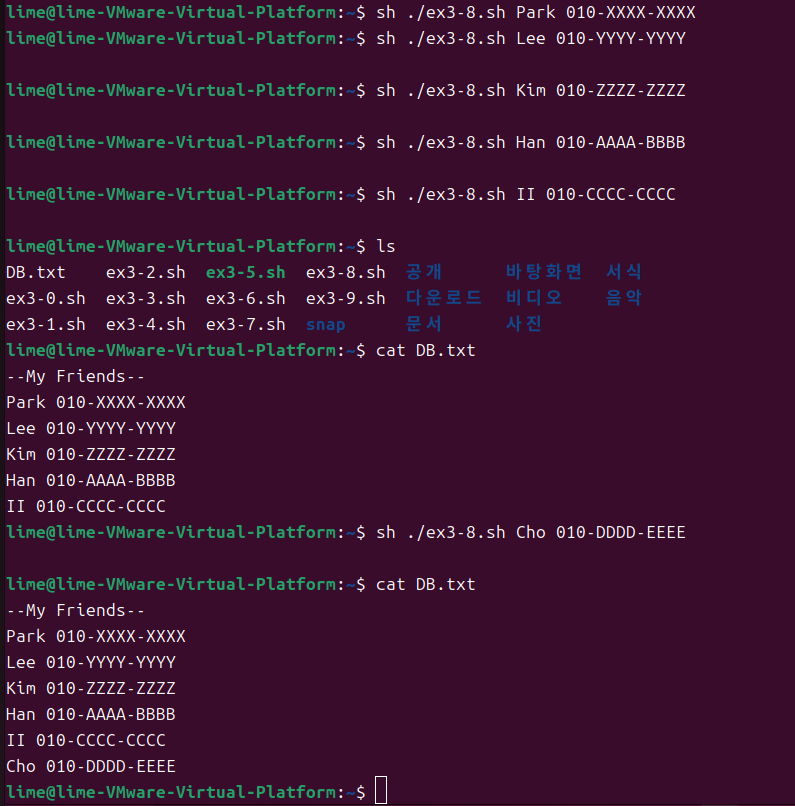 lime@lime-VMware-Virtual-Platform:~$ sh ./ex3-8.sh Park 010-XXXX-XXXX
lime@lime-VMware-Virtual-Platform:~$ sh ./ex3-8.sh Lee 010-YYYY-YYYY
lime@lime-VMware-Virtual-Platform:~$ sh ./ex3-8.sh Kim 010-ZZZZ-ZZZZ
lime@lime-VMware-Virtual-Platform:~$ sh ./ex3-8.sh Han 010-AAAA-BBBB
lime@lime-VMware-Virtual-Platform:~$ sh ./ex3-8.sh II 010-CCCC-CCCC
lime@lime-VMware-Virtual-Platform:~$ ls
DB.txt ex3-2.sh ex3-5.sh ex3-8.sh 공개 바탕화면 서식
ex3-0.sh ex3-3.sh ex3-6.sh ex3-9.sh 다운로드 비디오 음악
ex3-1.sh ex3-4.sh ex3-7.sh snap 문서 사진
lime@lime-VMware-Virtual-Platform:~$ cat DB.txt
--My Friends--
Park 010-XXXX-XXXX
Lee 010-YYYY-YYYY
Kim 010-ZZZZ-ZZZZ
Han 010-AAAA-BBBB
II 010-CCCC-CCCC
lime@lime-VMware-Virtual-Platform:~$ sh ./ex3-8.sh Cho 010-DDDD-EEEE
lime@lime-VMware-Virtual-Platform:~$ cat DB.txt
--My Friends--
Park 010-XXXX-XXXX
Lee 010-YYYY-YYYY
Kim 010-ZZZZ-ZZZZ
Han 010-AAAA-BBBB
II 010-CCCC-CCCC
Cho 010-DDDD-EEEE
lime@lime-VMware-Virtual-Platform:~$